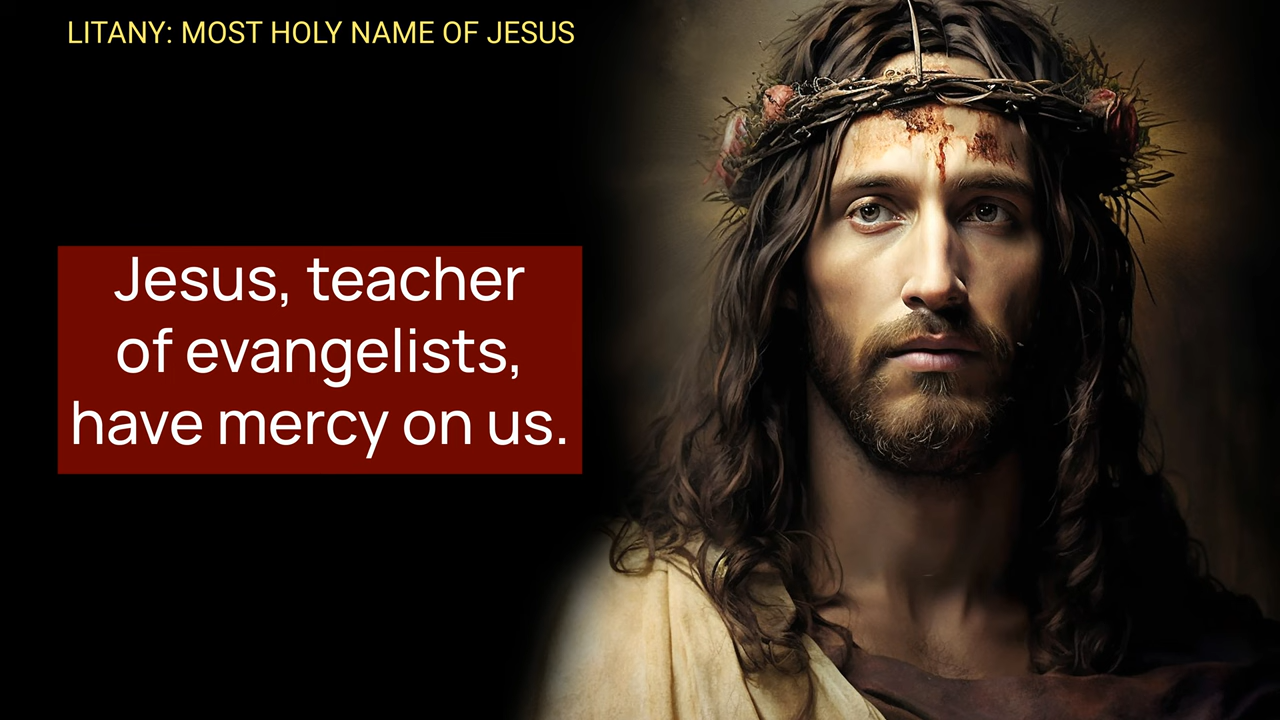 LITANY: MOST HOLY NAME OF JESUS
Jesus, teacher
of evangelists,
have mercy on us.